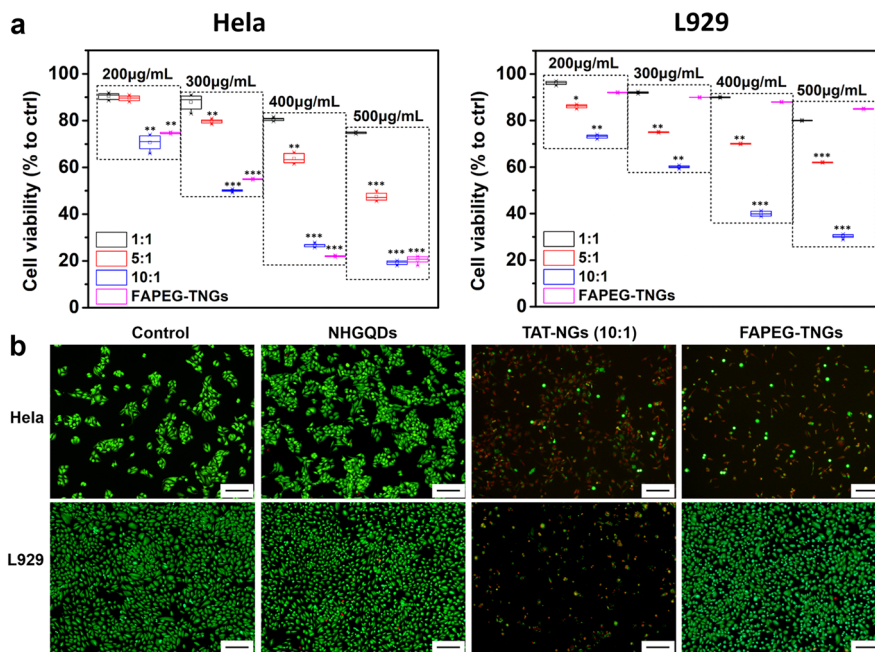 a
Hela
L929
Cell viability (% to ctrl)
100
80
60
40
20
0
200μg/mL
300μg/mL
400μg/mL
500μg/mL
**
**
**
***
***
**
***
***
***
***
***
1:1
5:1
10:1
FAPEG-TNGs
Cell viability (% to ctrl)
100
80
60
40
20
0
200μg/mL
300μg/mL
400μg/mL
500μg/mL
*
**
**
**
**
***
***
***
1:1
5:1
10:1
FAPEG-TNGs
b
Control
NHGQDs
TAT-NGs (10:1)
FAPEG-TNGs
Hela
L929